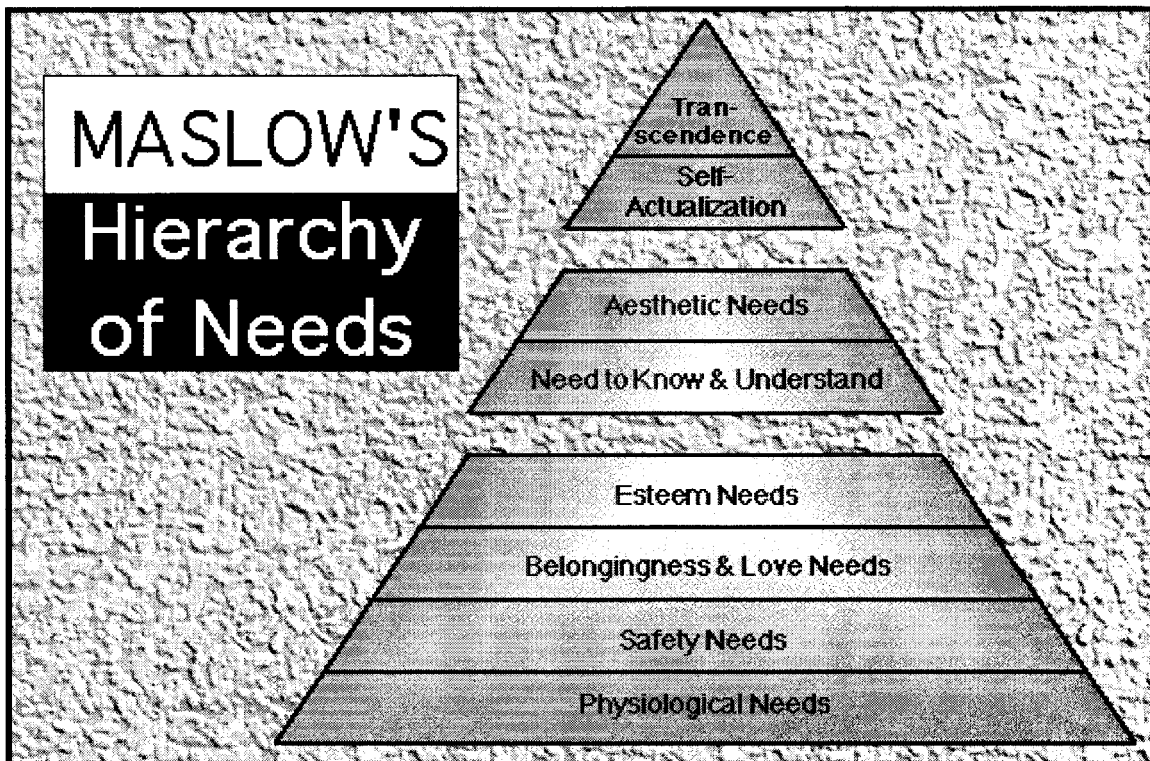 MASLOW'S
Hierarchy
of Needs
Tran-
scendence
Self-
Actualization
Aesthetic Needs
Need to Know & Understand
Esteem Needs
Belongingness & Love Needs
Safety Needs
Physiological Needs